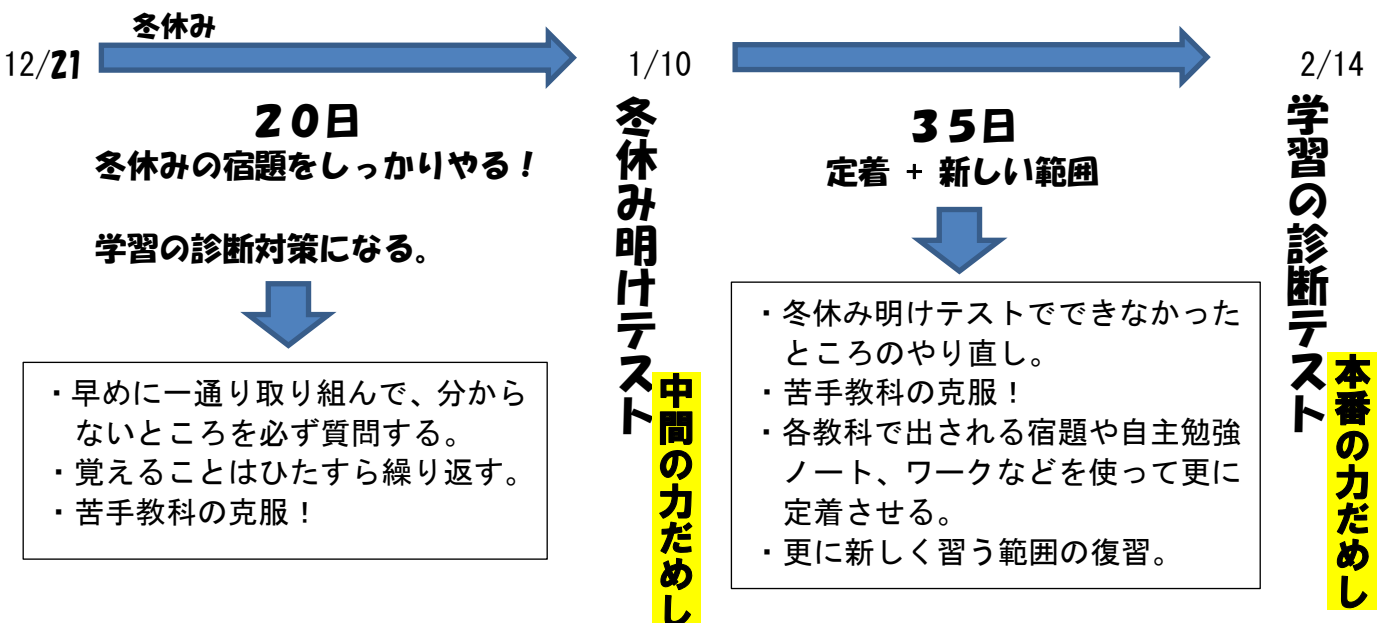 冬休み
12/21
20日
冬休みの宿題をしっかりやる!
学習の診断対策になる。
・早めに一通り取り組んで、分から
ないところを必ず質問する。
・覚えることはひたすら繰り返す。
・苦手教科の克服!
1/10
冬休み明けテスト
中間の力だめし
35日
定着 + 新しい範囲
・冬休み明けテストでできなかった
ところのやり直し。
・苦手教科の克服!
・各教科で出される宿題や自主勉強
ノート、ワークなどを使って更に
定着させる。
・更に新しく習う範囲の復習。
2/14
学習の診断テスト
本番の力だめし